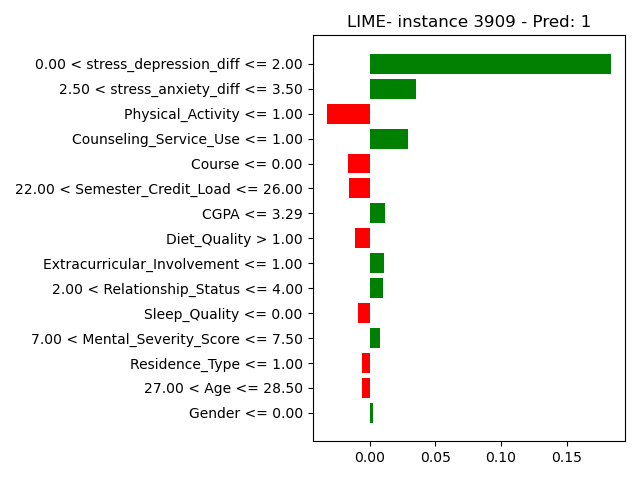 LIME- instance 3909 - Pred: 1
0.00 < stress_depression_diff <= 2.00
2.50 < stress_anxiety_diff <= 3.50
Physical_Activity <= 1.00
Counseling_Service_Use <= 1.00
Course <= 0.00
22.00 < Semester_Credit_Load <= 26.00
CGPA <= 3.29
Diet_Quality > 1.00
Extracurricular_Involvement <= 1.00
2.00 < Relationship_Status <= 4.00
Sleep_Quality <= 0.00
7.00 < Mental_Severity_Score <= 7.50
Residence_Type <= 1.00
27.00 < Age <= 28.50
Gender <= 0.00
0.00 0.05 0.10 0.15